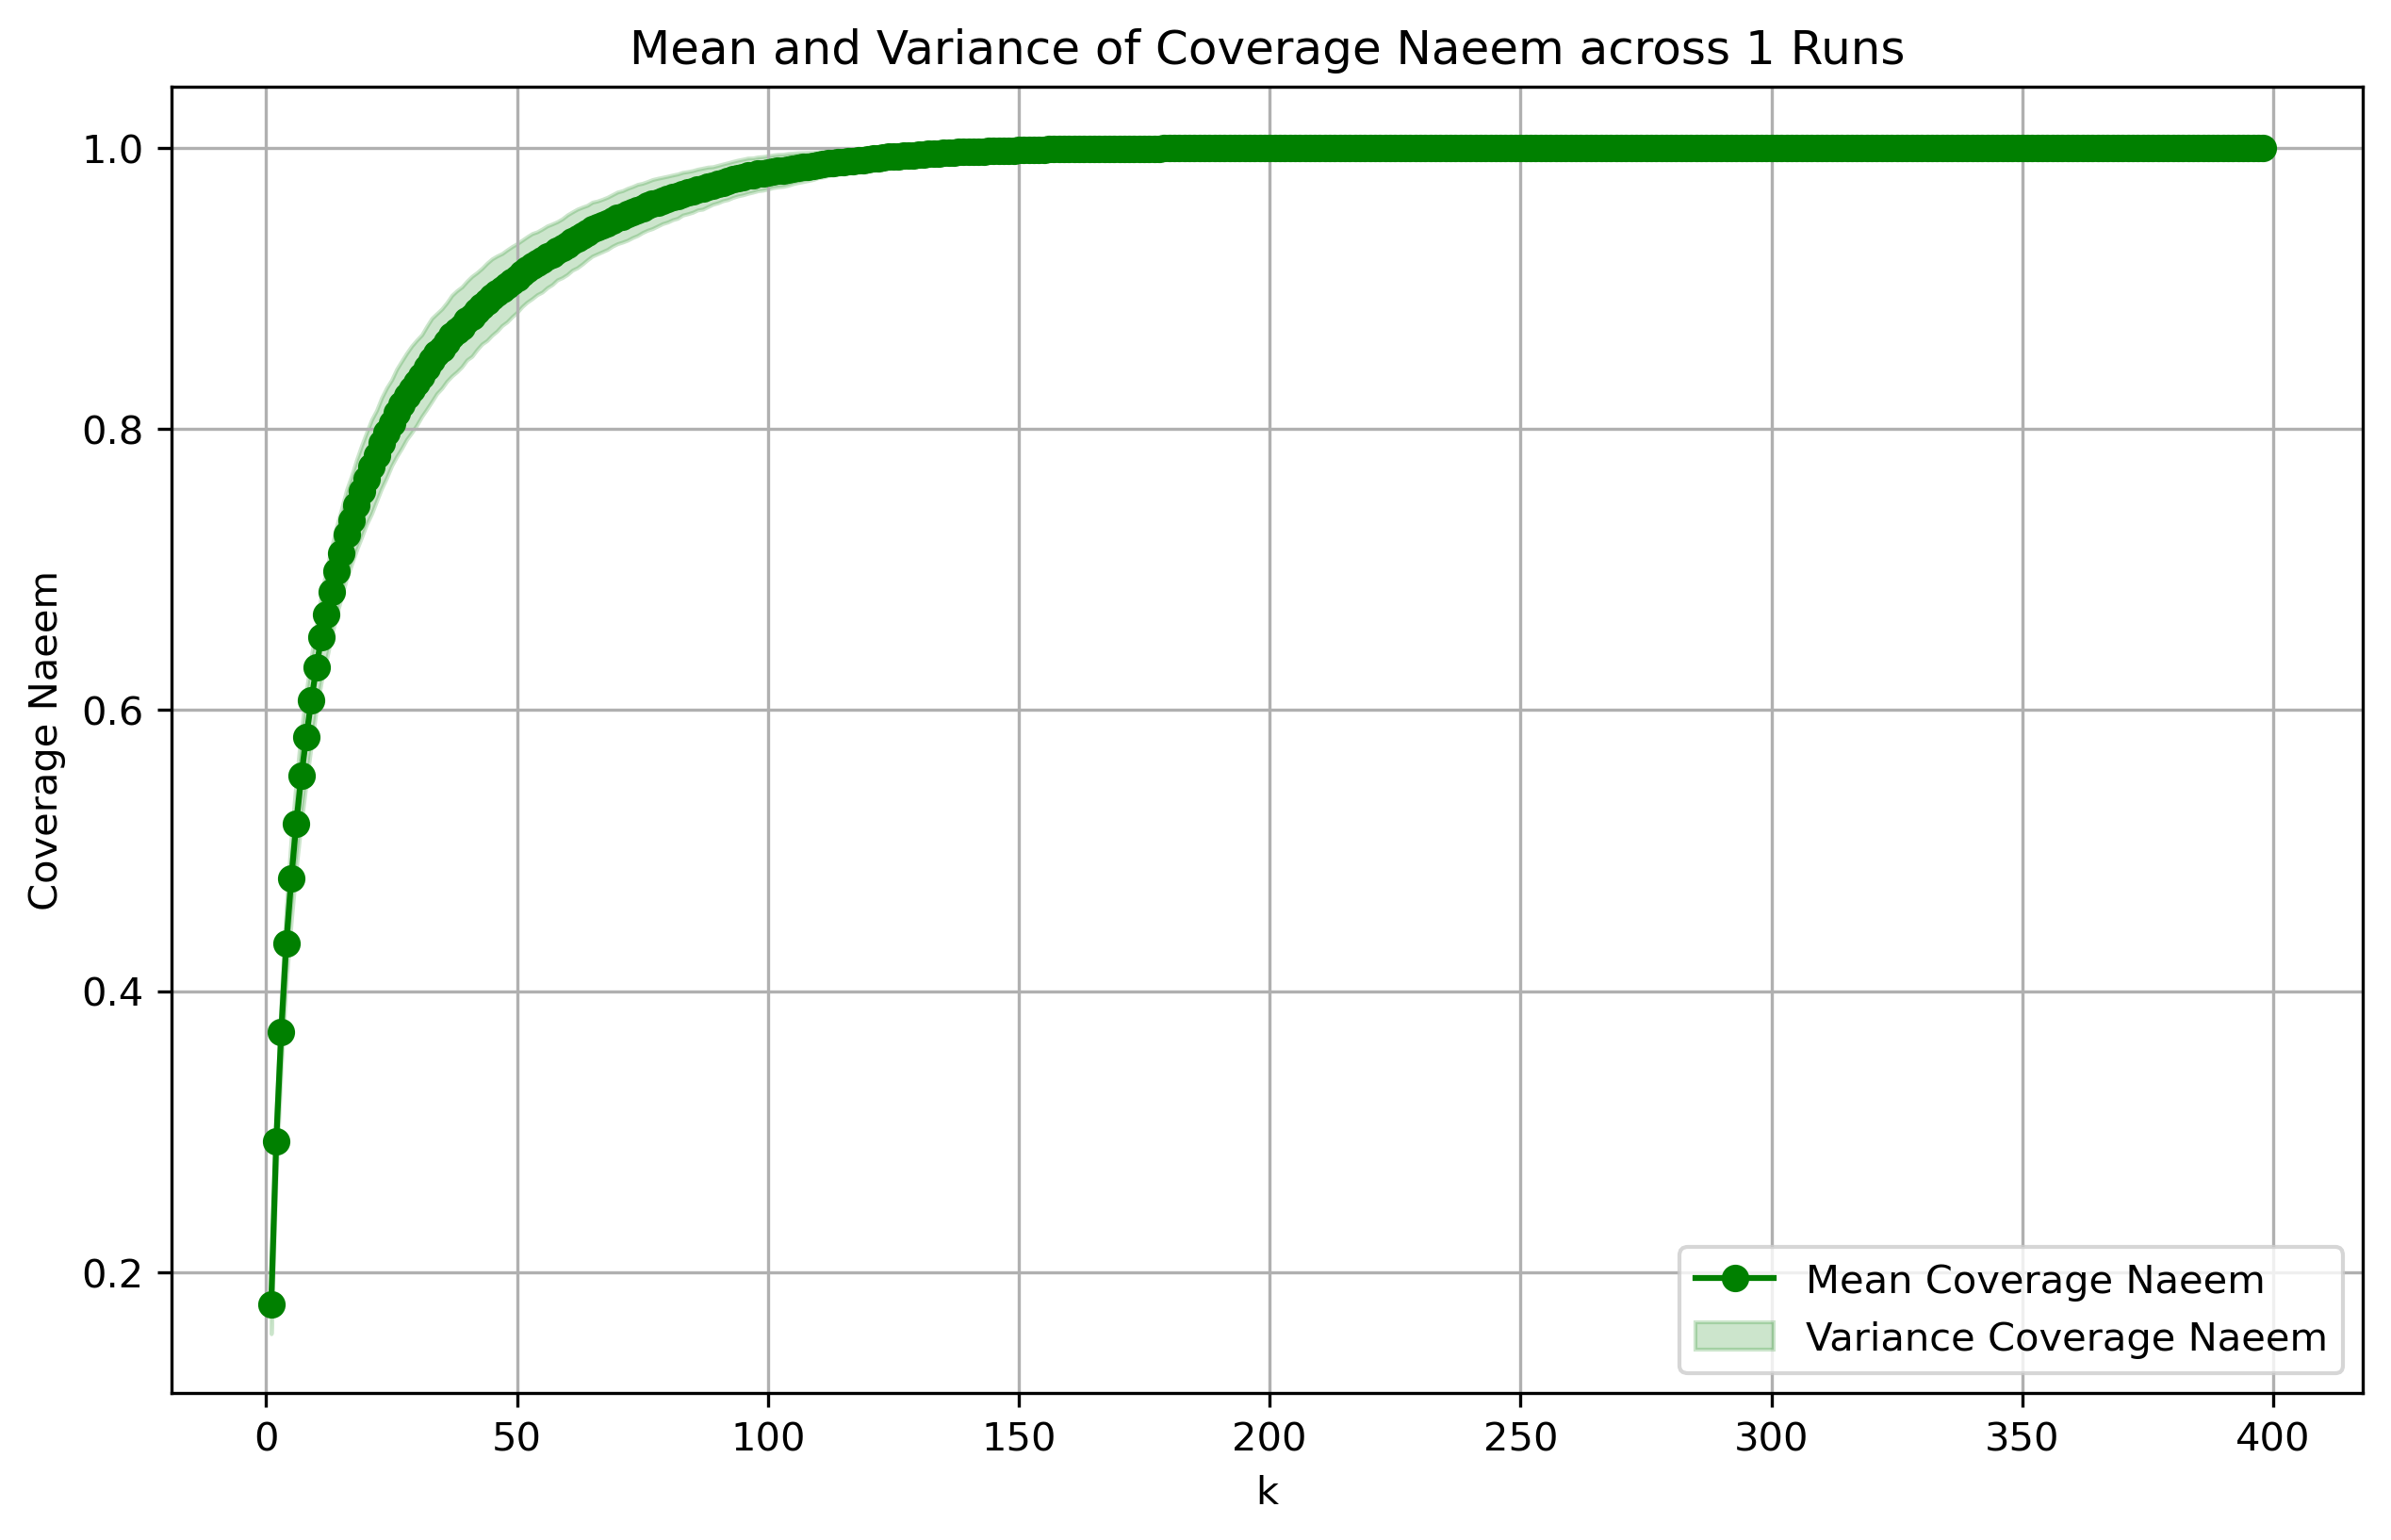 Mean and Variance of Coverage Naeem across 1 Runs
Coverage Naeem
1.0
0.8
0.6
0.4
0.2
0 50 100 150 200 250 300 350 400
k
Mean Coverage Naeem
Variance Coverage Naeem